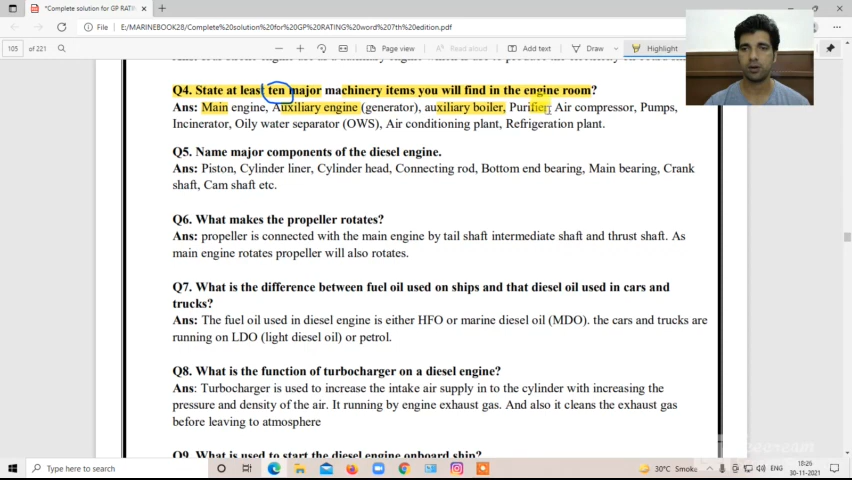 *Complete solution for GP RATING
File
E:/MARINEBOOK28/Complete%20solution%20for%20GP%20RATING%20word%207th%20edition.pdf
105 of 221
Page view
Read aloud
Add text
Draw
Highlight
Q4. State at least ten major machinery items you will find in the engine room?
Ans: Main engine, Auxiliary engine (generator), auxiliary boiler, Purifier, Air compressor, Pumps,
Incinerator, Oily water separator (OWS), Air conditioning plant, Refrigeration plant.
Q5. Name major components of the diesel engine.
Ans: Piston, Cylinder liner, Cylinder head, Connecting rod, Bottom end bearing, Main bearing, Crank
shaft, Cam shaft etc.
Q6. What makes the propeller rotates?
Ans: propeller is connected with the main engine by tail shaft intermediate shaft and thrust shaft. As
main engine rotates propeller will also rotates.
Q7. What is the difference between fuel oil used on ships and that diesel oil used in cars and
trucks?
Ans: The fuel oil used in diesel engine is either HFO or marine diesel oil (MDO). the cars and trucks are
running on LDO (light diesel oil) or petrol.
Q8. What is the function of turbocharger on a diesel engine?
Ans: Turbocharger is used to increase the intake air supply in to the cylinder with increasing the
pressure and density of the air. It running by engine exhaust gas. And also it cleans the exhaust gas
before leaving to atmosphere
Q9. What is used to start the diesel engine onboard ship?
Type here to search
30°C Smoke
ENG
18:26
30-11-2021